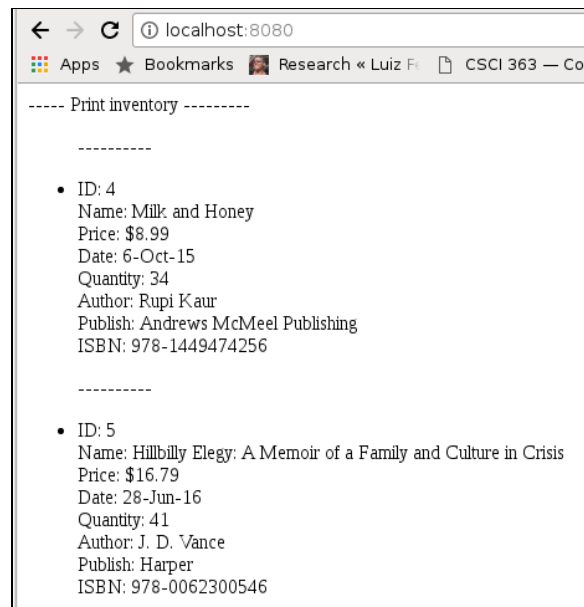 localhost:8080
Apps Bookmarks Research « Luiz Fe CSCI 363 — Co
----- Print inventory ---------
----------
ID: 4
Name: Milk and Honey
Price: $8.99
Date: 6-Oct-15
Quantity: 34
Author: Rupi Kaur
Publish: Andrews McMeel Publishing
ISBN: 978-1449474256
----------
ID: 5
Name: Hillbilly Elegy: A Memoir of a Family and Culture in Crisis
Price: $16.79
Date: 28-Jun-16
Quantity: 41
Author: J. D. Vance
Publish: Harper
ISBN: 978-0062300546